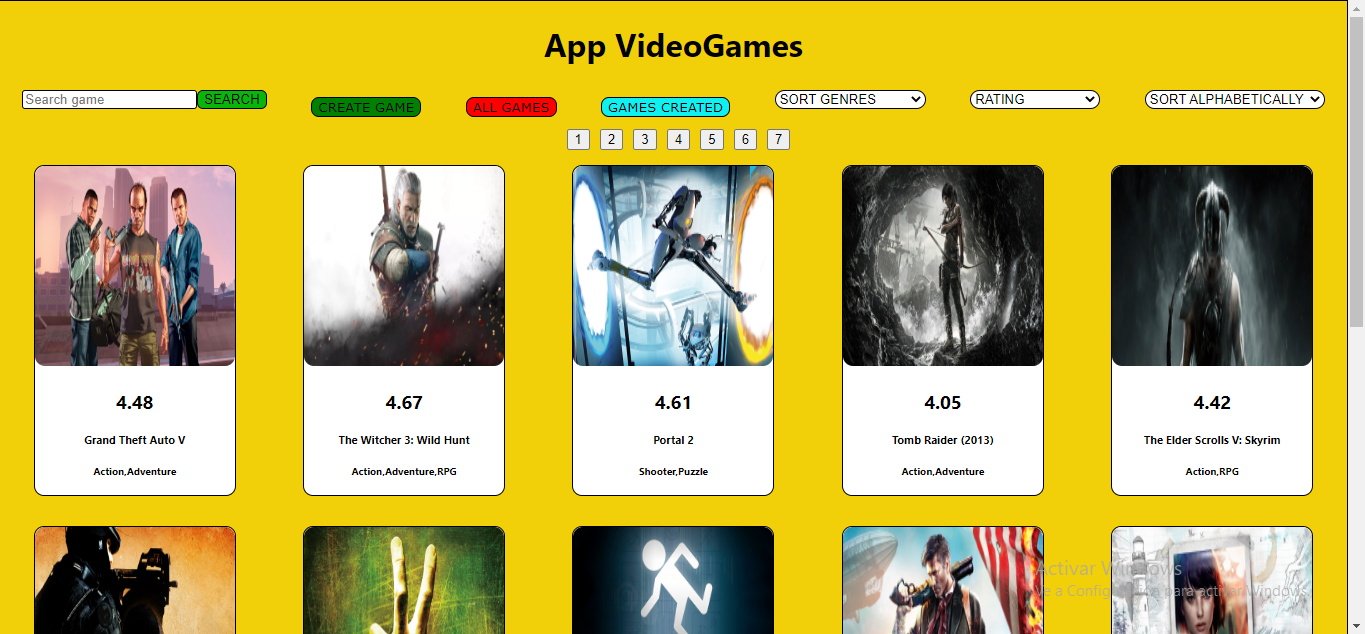 App VideoGames
Search game SEARCH CREATE GAME ALL GAMES GAMES CREATED SORT GENRES RATING SORT ALPHABETICALLY
1 2 3 4 5 6 7
4.48
Grand Theft Auto V
Action,Adventure
4.67
The Witcher 3: Wild Hunt
Action,Adventure,RPG
4.61
Portal 2
Shooter,Puzzle
4.05
Tomb Raider (2013)
Action,Adventure
4.42
The Elder Scrolls V: Skyrim
Action,RPG
Activar Windows
Ve a Configuración para activar Windows.